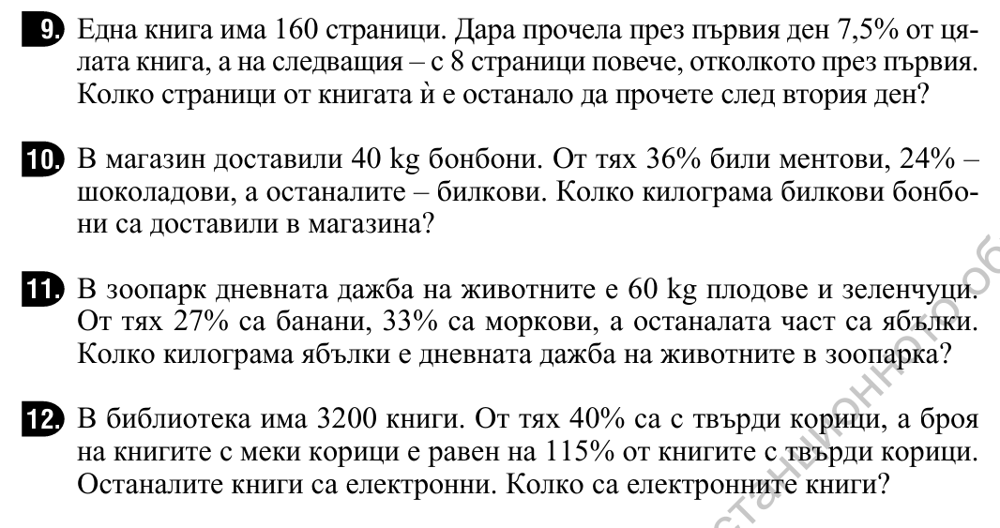 9. Една книга има 160 страници. Дара прочела през първия ден 7,5% от ця-
лата книга, а на следващия – с 8 страници повече, отколкото през първия.
Колко страници от книгата ѝ е останало да прочете след втория ден?
10. В магазин доставили 40 kg бонбони. От тях 36% били ментови, 24% –
шоколадови, а останалите – билкови. Колко килограма билкови бонбо-
ни са доставили в магазина?
11. В зоопарк дневната дажба на животните е 60 kg плодове и зеленчуци.
От тях 27% са банани, 33% са моркови, а останалата част са ябълки.
Колко килограма ябълки е дневната дажба на животните в зоопарка?
12. В библиотека има 3200 книги. От тях 40% са с твърди корици, а броя
на книгите с меки корици е равен на 115% от книгите с твърди корици.
Останалите книги са електронни. Колко са електронните книги?